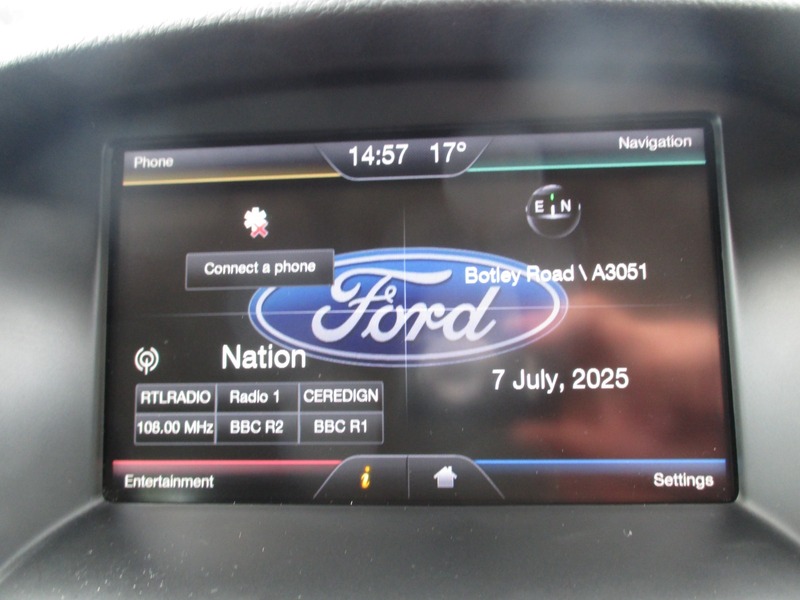 Phone
14:57 17°
Navigation
E N
Connect a phone
Botley Road \ A3051
Ford
Nation
7 July, 2025
RTLRADIO Radio 1 CEREDIGN
108.00 MHz BBC R2 BBC R1
Entertainment
i
Settings